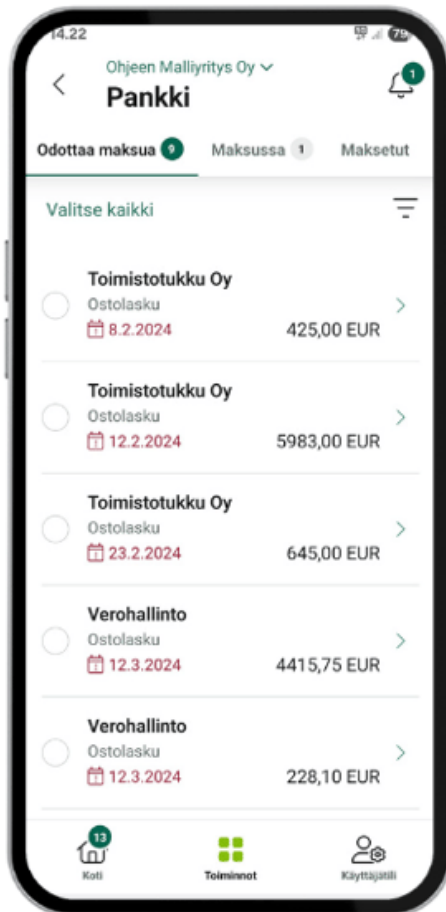 14.22
79
Ohjeen Malliyritys Oy
Pankki
1
Odottaa maksua 9
Maksussa 1
Maksetut
Valitse kaikki
Toimistotukku Oy
Ostolasku
8.2.2024
425,00 EUR
Toimistotukku Oy
Ostolasku
12.2.2024
5983,00 EUR
Toimistotukku Oy
Ostolasku
23.2.2024
645,00 EUR
Verohallinto
Ostolasku
12.3.2024
4415,75 EUR
Verohallinto
Ostolasku
12.3.2024
228,10 EUR
13
Koti
Toiminnot
Käyttäjätili